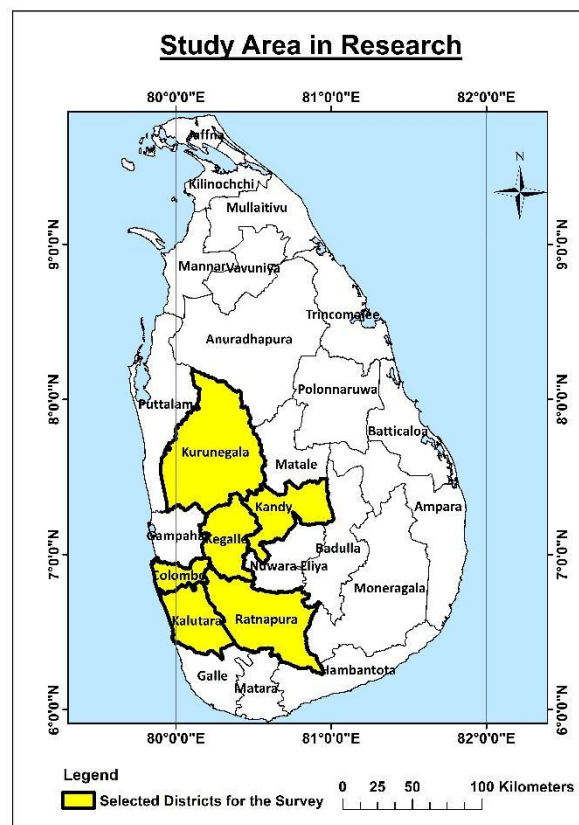 Study Area in Research
80°0'0"E 81°0'0"E 82°0'0"E
N
Jaffna
Kilinochchi
Mullaitivu
9°0'0"N 9°0'0"N
Mannar Vavuniya
Trincomalee
Anuradhapura
Polonnaruwa
8°0'0"N 8°0'0"N
Puttalam
Batticaloa
Kurunegala
Matale
Kandy
Ampara
Gampaha
Kegalle
Badulla
7°0'0"N 7°0'0"N
Nuwara Eliya
Colombo
Moneragala
Kalutara
Ratnapura
Galle
Hambantota
Matara
6°0'0"N 6°0'0"N
80°0'0"E 81°0'0"E 82°0'0"E
Legend
Selected Districts for the Survey
0 25 50 100 Kilometers